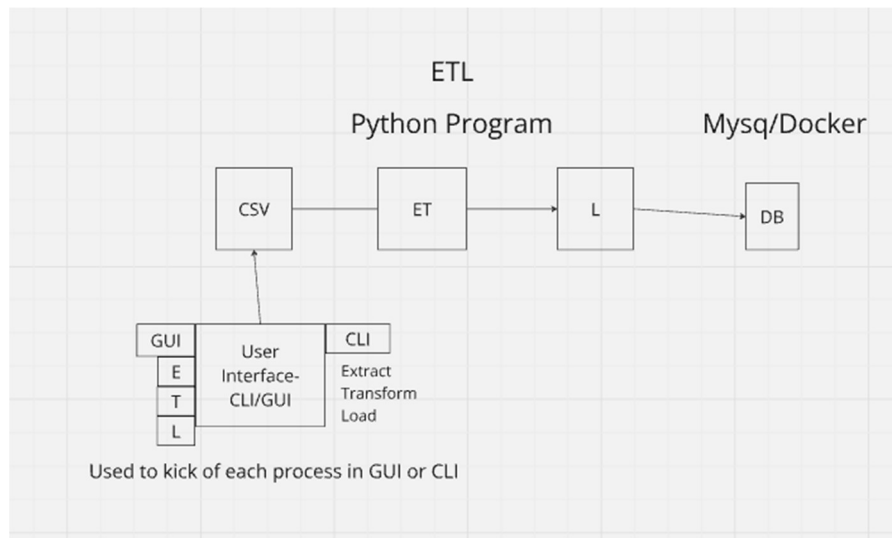 ETL
Python Program
Mysq/Docker
CSV
ET
L
DB
GUI
E
T
L
User
Interface-
CLI/GUI
CLI
Extract
Transform
Load
Used to kick of each process in GUI or CLI